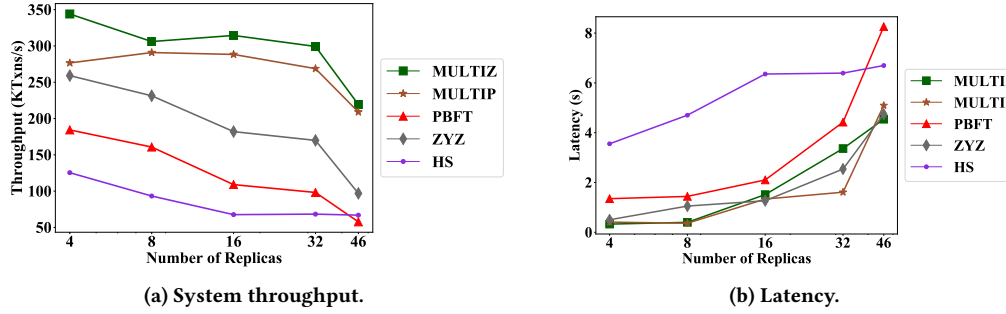 350
300
250
200
150
100
50
4
8
16
32
46
Throughput (KTxns/s)
Number of Replicas
MULTIZ
MULTIP
PBFT
ZYZ
HS
(a) System throughput.
8
6
4
2
0
4
8
16
32
46
Latency (s)
Number of Replicas
MULTI
MULTI
PBFT
ZYZ
HS
(b) Latency.